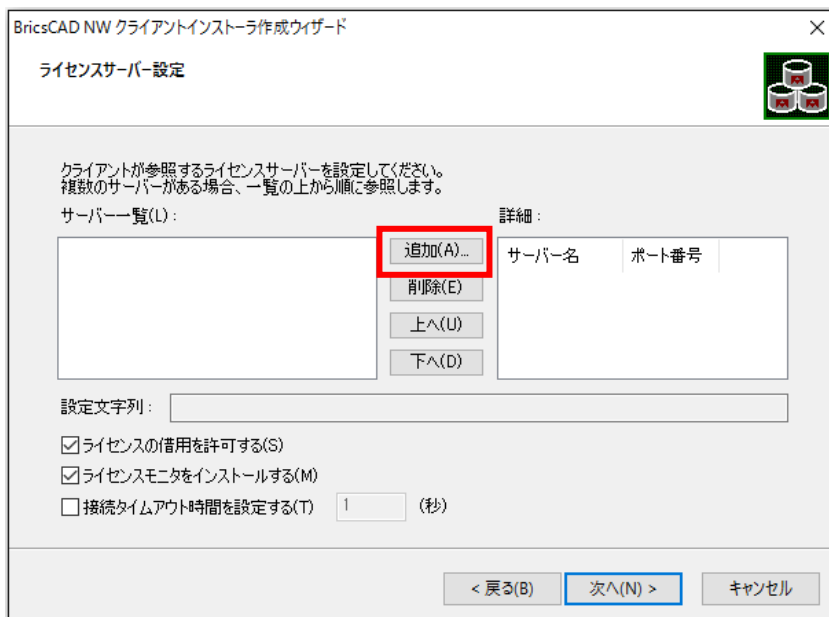 BricsCAD NW クライアントインストーラ作成ウィザード
ライセンスサーバー設定
クライアントが参照するライセンスサーバーを設定してください。
複数のサーバーがある場合、一覧の上から順に参照します。
サーバー一覧(L) :
詳細 :
追加(A)...
サーバー名 ポート番号
削除(E)
上へ(U)
下へ(D)
設定文字列 :
ライセンスの借用を許可する(S)
ライセンスモニタをインストールする(M)
接続タイムアウト時間を設定する(T) 1 (秒)
< 戻る(B) 次へ(N) > キャンセル